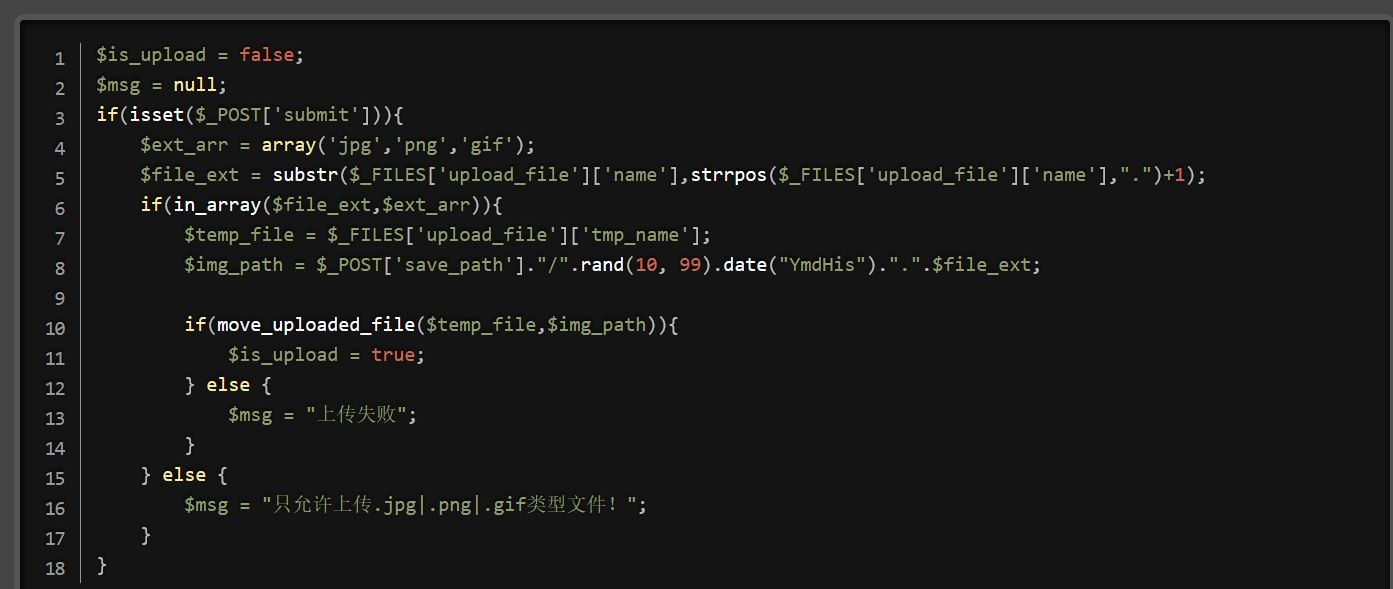 1 $is_upload = false;
2 $msg = null;
3 if(isset($_POST['submit'])){
4     $ext_arr = array('jpg','png','gif');
5     $file_ext = substr($_FILES['upload_file']['name'],strrpos($_FILES['upload_file']['name'],".")+1);
6     if(in_array($file_ext,$ext_arr)){
7         $temp_file = $_FILES['upload_file']['tmp_name'];
8         $img_path = $_POST['save_path']."/".rand(10, 99).date("YmdHis").".".$file_ext;
9
10         if(move_uploaded_file($temp_file,$img_path)){
11             $is_upload = true;
12         } else {
13             $msg = "上传失败";
14         }
15     } else {
16         $msg = "只允许上传.jpg|.png|.gif类型文件！";
17     }
18 }